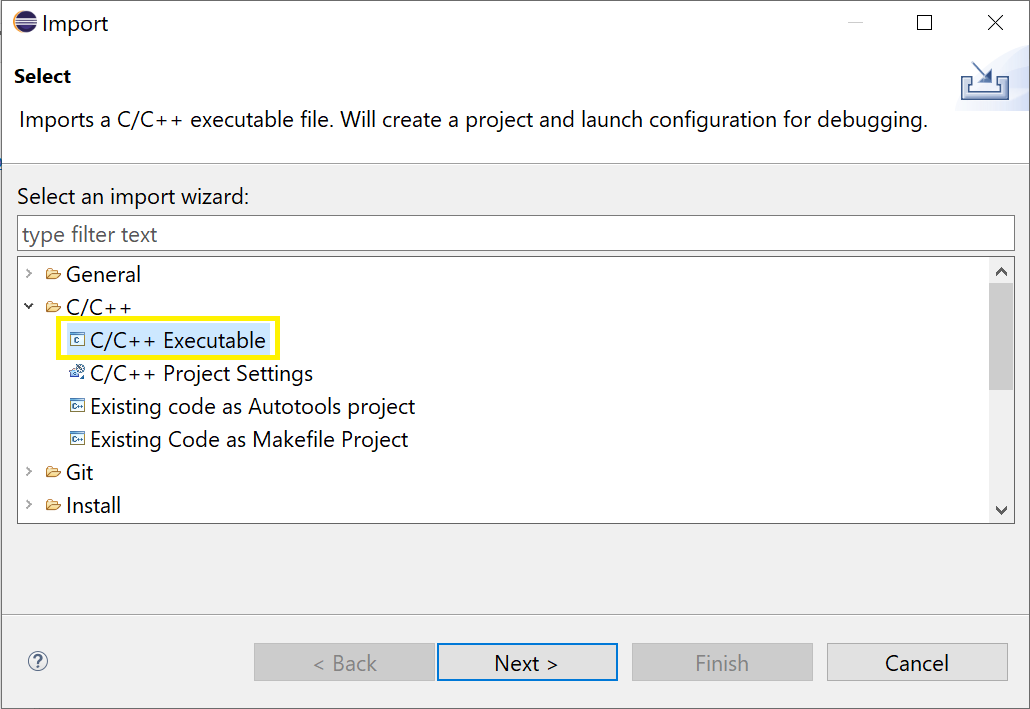 Import
Select
Imports a C/C++ executable file. Will create a project and launch configuration for debugging.
Select an import wizard:
type filter text
General
C/C++
C/C++ Executable
C/C++ Project Settings
Existing code as Autotools project
Existing Code as Makefile Project
Git
Install
< Back
Next >
Finish
Cancel